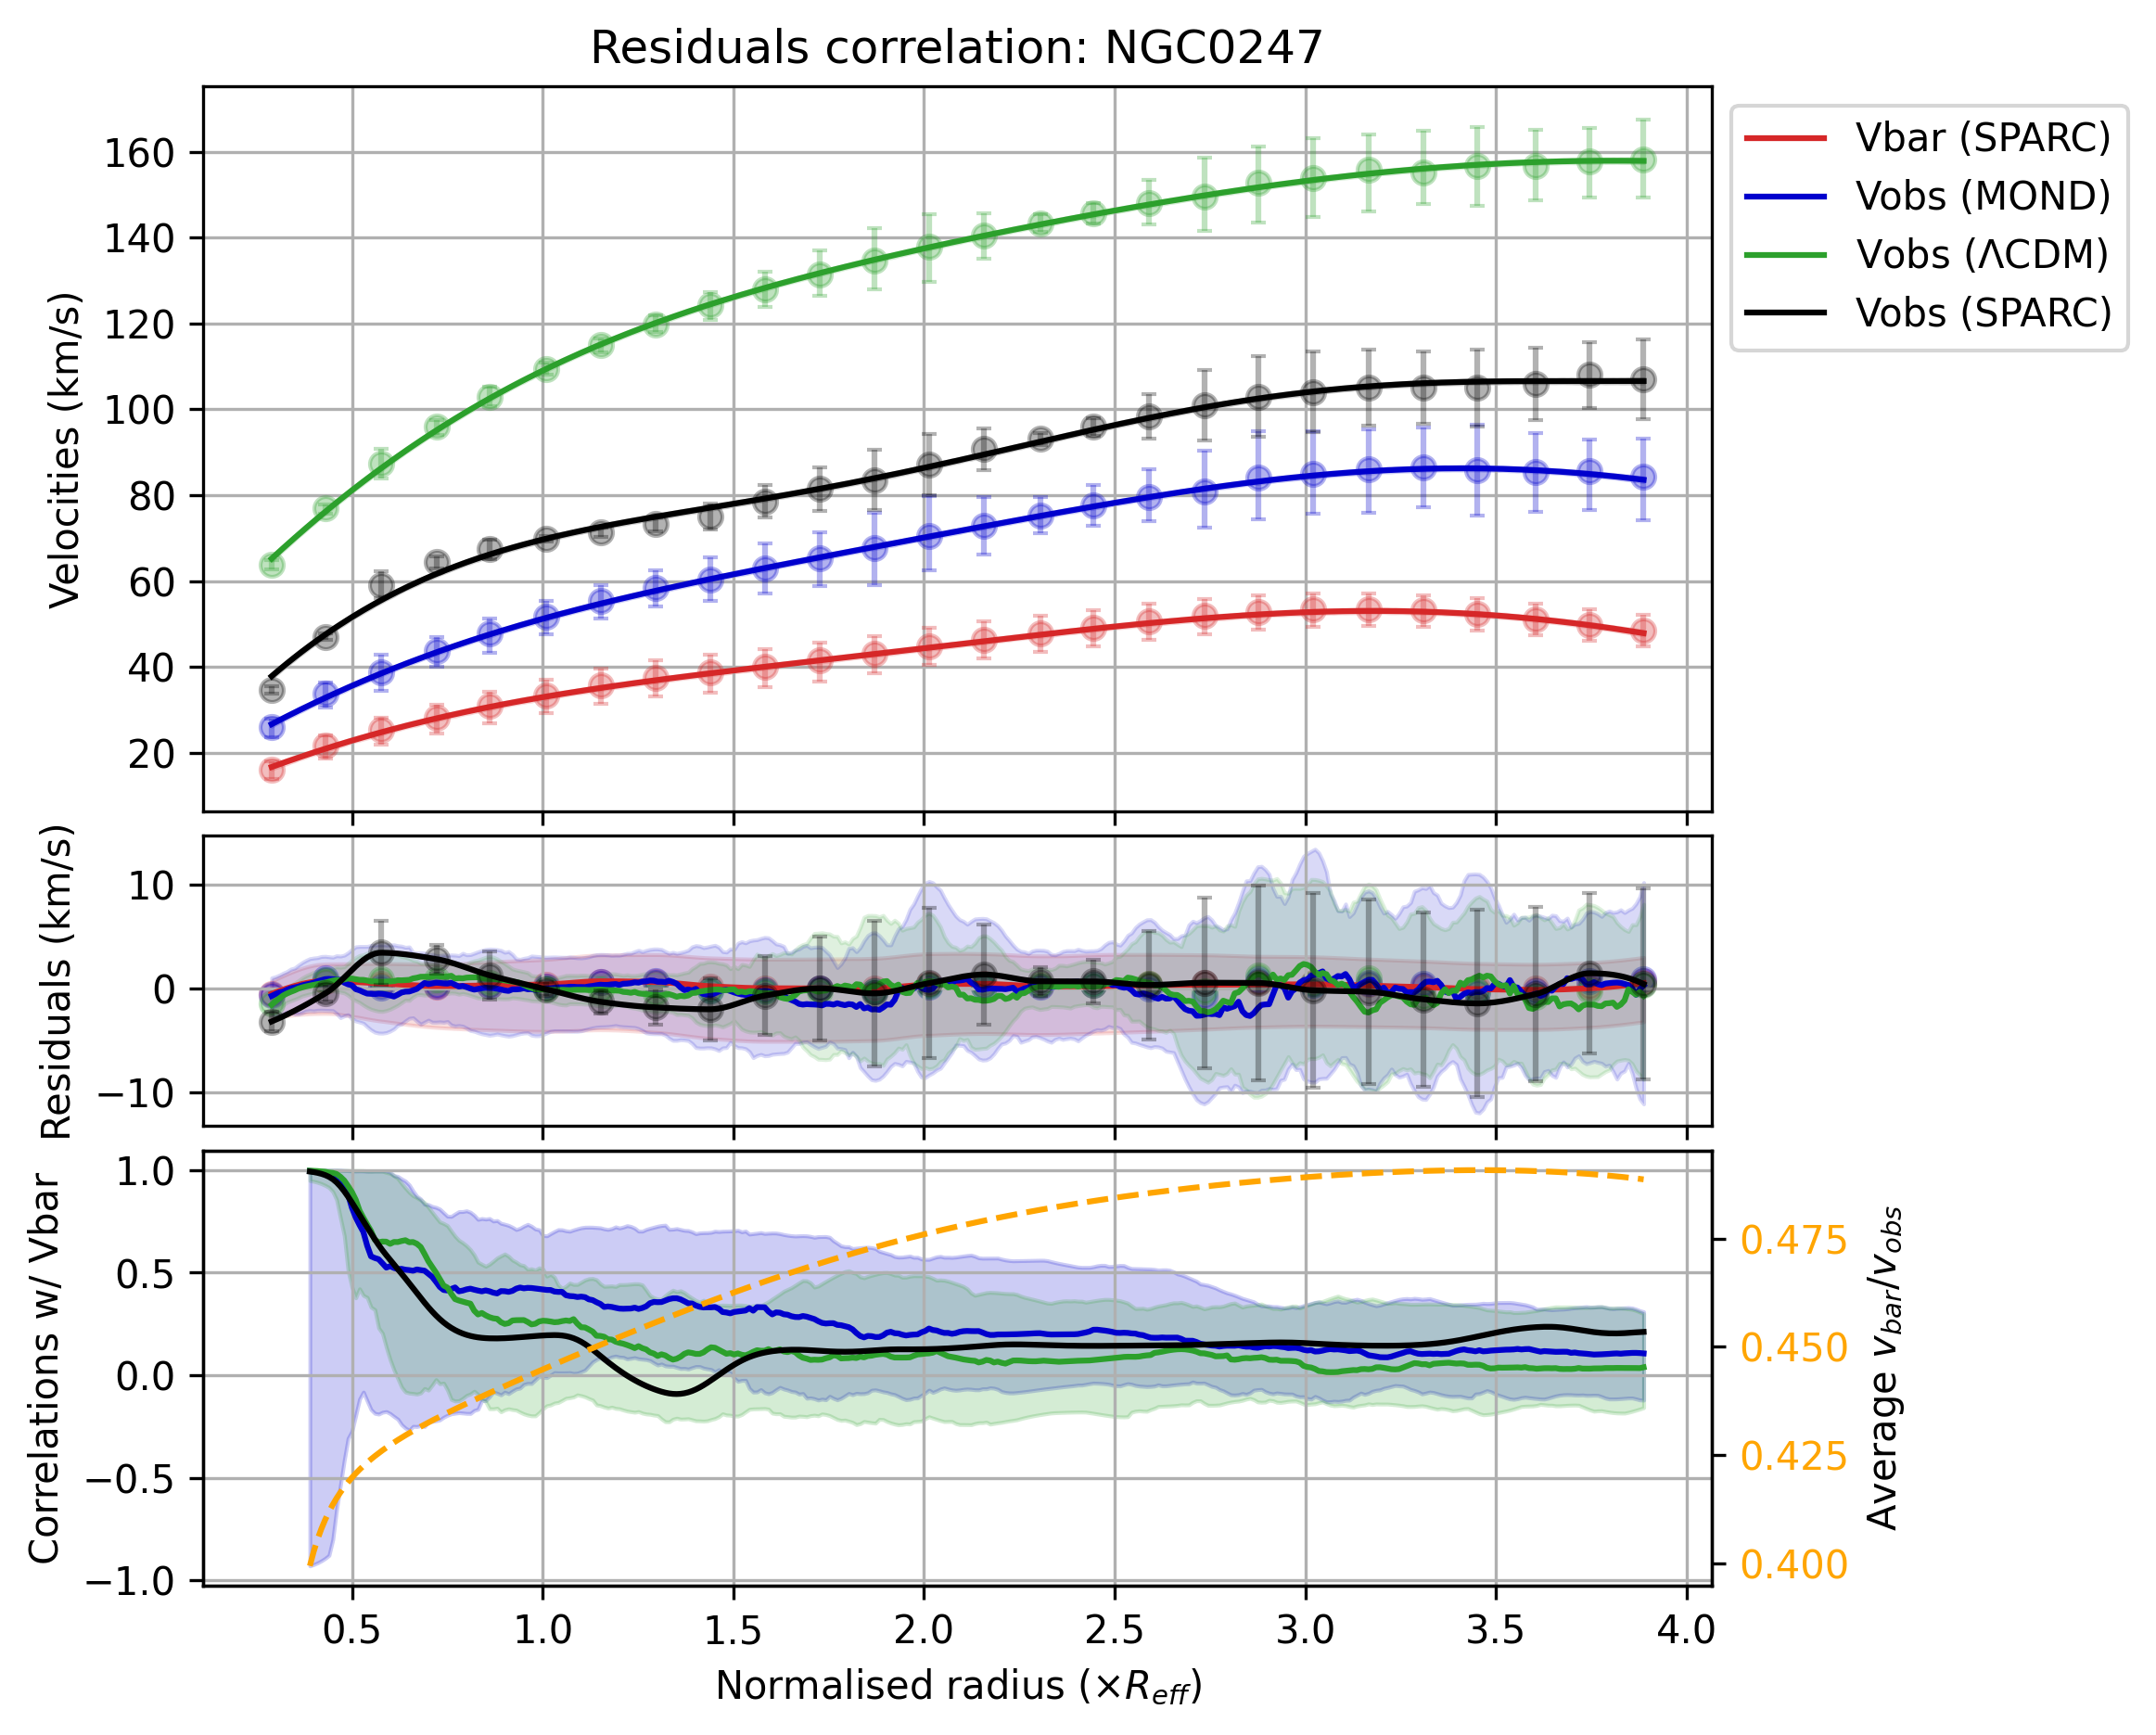 Residuals correlation: NGC0247
Vbar (SPARC)
Vobs (MOND)
Vobs (ΛCDM)
Vobs (SPARC)
Velocities (km/s)
160
140
120
100
80
60
40
20
Residuals (km/s)
10
0
−10
Correlations w/ Vbar
1.0
0.5
0.0
−0.5
−1.0
0.475
0.450
0.425
0.400
Average v_bar/v_obs
0.5 1.0 1.5 2.0 2.5 3.0 3.5 4.0
Normalised radius (×R_eff)